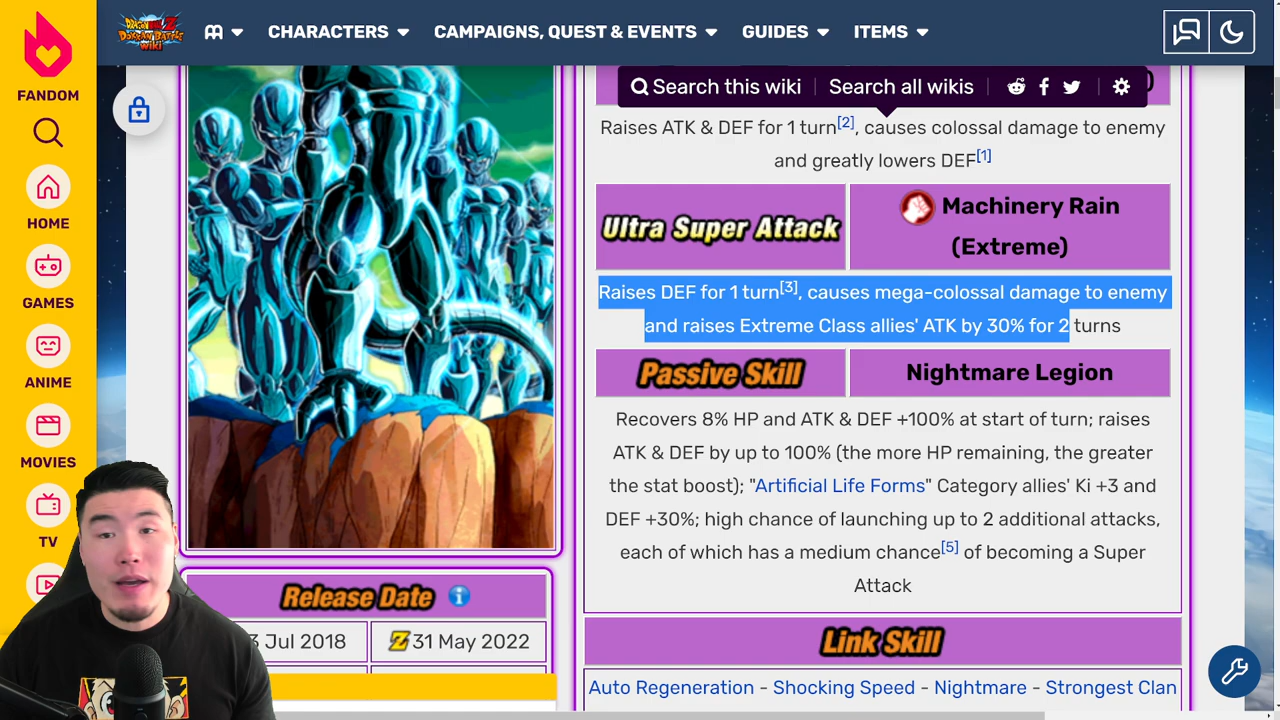 DRAGON BALL Z
DOKKAN BATTLE
WIKI
CHARACTERS
CAMPAIGNS, QUEST & EVENTS
GUIDES
ITEMS
FANDOM
HOME
GAMES
ANIME
MOVIES
TV
Search this wiki
Search all wikis
)
Raises ATK & DEF for 1 turn[2], causes colossal damage to enemy
and greatly lowers DEF[1]
Ultra Super Attack
Machinery Rain
(Extreme)
Raises DEF for 1 turn[3], causes mega-colossal damage to enemy
and raises Extreme Class allies' ATK by 30% for 2 turns
Passive Skill
Nightmare Legion
Recovers 8% HP and ATK & DEF +100% at start of turn; raises
ATK & DEF by up to 100% (the more HP remaining, the greater
the stat boost); "Artificial Life Forms" Category allies' Ki +3 and
DEF +30%; high chance of launching up to 2 additional attacks,
each of which has a medium chance[5] of becoming a Super
Attack
Release Date
3 Jul 2018
Z 31 May 2022
Link Skill
Auto Regeneration - Shocking Speed - Nightmare - Strongest Clan